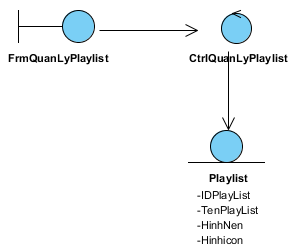 FrmQuanLyPlaylist
CtrlQuanLyPlaylist
Playlist
-IDPlayList
-TenPlayList
-HinhNen
-Hinhicon